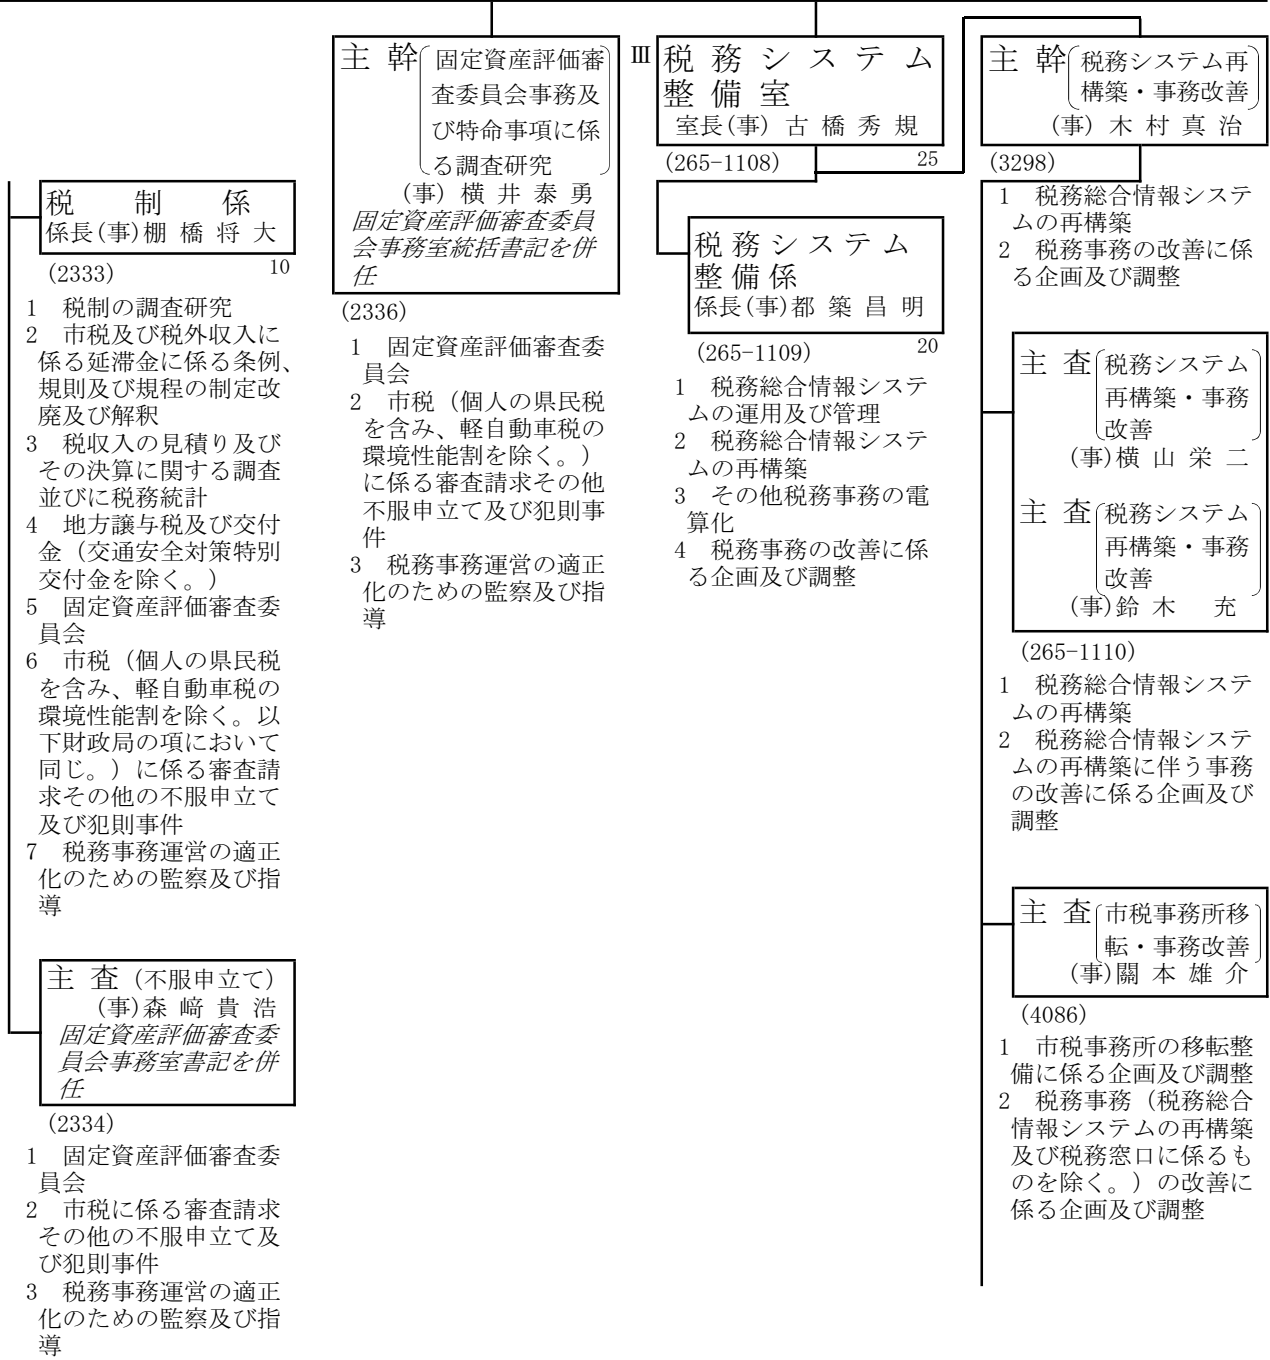 税制係
係長(事)棚橋将大
(2333)
10
1 税制の調査研究
2 市税及び税外収入に
係る延滞金に係る条例、
規則及び規程の制定改
廃及び解釈
3 税収入の見積り及び
その決算に関する調査
並びに税務統計
4 地方譲与税及び交付
金（交通安全対策特別
交付金を除く。）
5 固定資産評価審査委
員会
6 市税（個人の県民税
を含み、軽自動車税の
環境性能割を除く。以
下財政局の項において
同じ。）に係る審査請
求その他の不服申立て
及び犯則事件
7 税務事務運営の適正
化のための監察及び指
導
主査(不服申立て)
(事)森﨑貴浩
固定資産評価審査委
員会事務室書記を併
任
(2334)
1 固定資産評価審査委
員会
2 市税に係る審査請求
その他の不服申立て及
び犯則事件
3 税務事務運営の適正
化のための監察及び指
導
主幹 固定資産評価審
査委員会事務及
び特命事項に係
る調査研究
(事)横井泰勇
固定資産評価審査委員
会事務室統括書記を併
任
(2336)
1 固定資産評価審査委
員会
2 市税（個人の県民税
を含み、軽自動車税の
環境性能割を除く。）
に係る審査請求その他
不服申立て及び犯則事
件
3 税務事務運営の適正
化のための監察及び指
導
Ⅲ 税務システム
整備室
室長(事)古橋秀規
(265-1108)
25
税務システム
整備係
係長(事)都築昌明
(265-1109)
20
1 税務総合情報システ
ムの運用及び管理
2 税務総合情報システ
ムの再構築
3 その他税務事務の電
算化
4 税務事務の改善に係
る企画及び調整
主幹 税務システム再
構築・事務改善
(事)木村真治
(3298)
1 税務総合情報システ
ムの再構築
2 税務事務の改善に係
る企画及び調整
主査 税務システム
再構築・事務
改善
(事)横山栄二
主査 税務システム
再構築・事務
改善
(事)鈴木 充
(265-1110)
1 税務総合情報システ
ムの再構築
2 税務総合情報システ
ムの再構築に伴う事務
の改善に係る企画及び
調整
主査 市税事務所移
転・事務改善
(事)關本雄介
(4086)
1 市税事務所の移転整
備に係る企画及び調整
2 税務事務（税務総合
情報システムの再構築
及び税務窓口に係るも
のを除く。）の改善に
係る企画及び調整